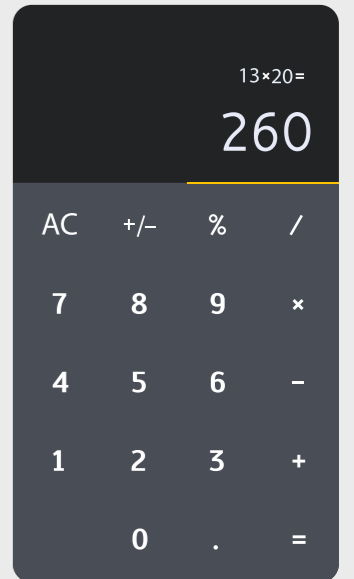 13×20=
260
AC +/− % /
7 8 9 ×
4 5 6 −
1 2 3 +
0 . =